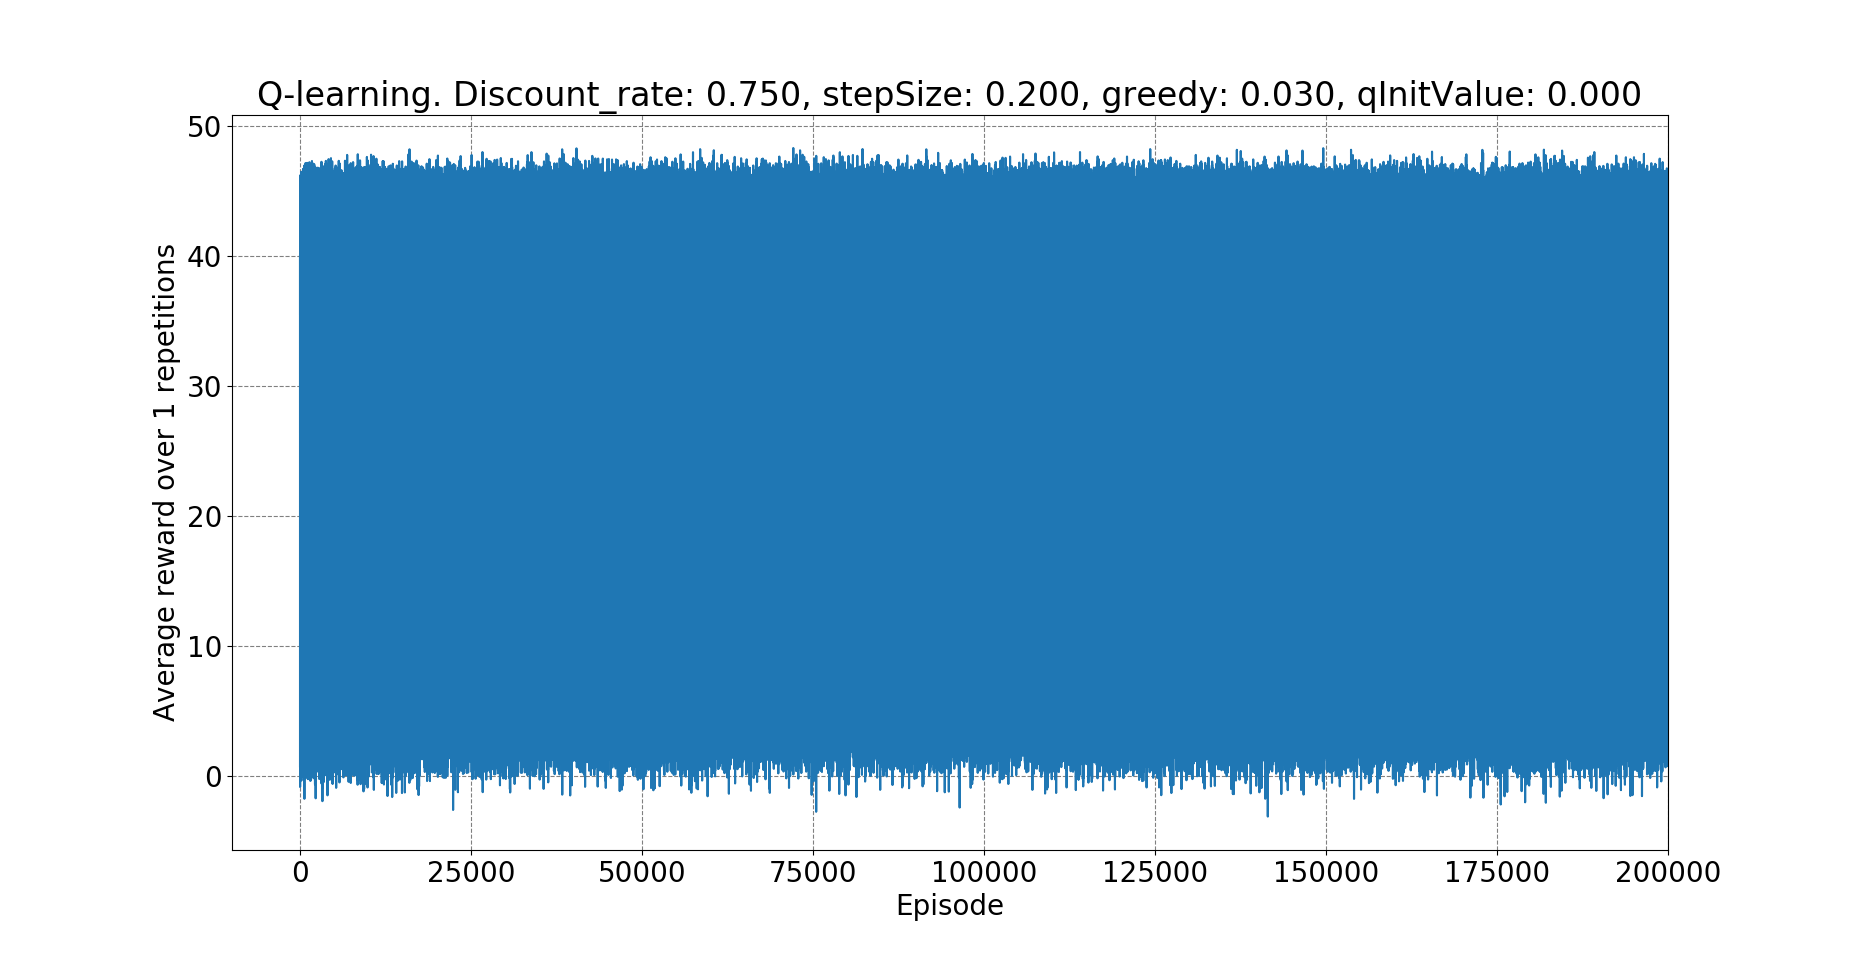 Q-learning. Discount_rate: 0.750, stepSize: 0.200, greedy: 0.030, qInitValue: 0.000
50
40
30
20
10
0
Average reward over 1 repetitions
0 25000 50000 75000 100000 125000 150000 175000 200000
Episode